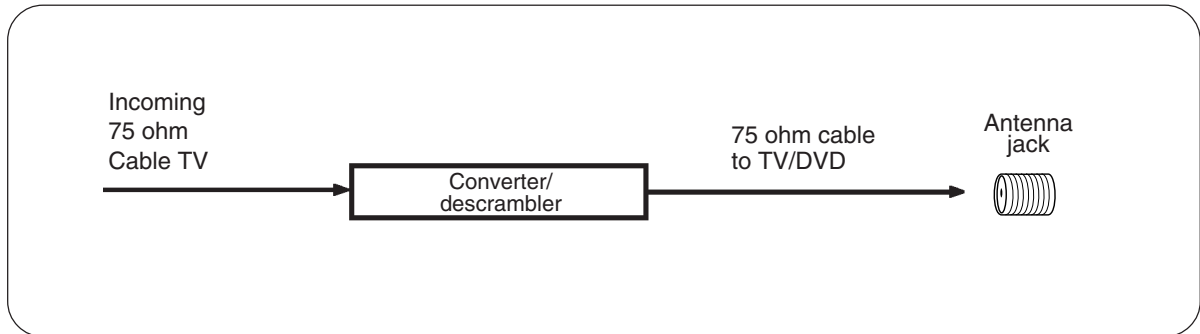 Incoming
75 ohm
Cable TV
Converter/
descrambler
75 ohm cable
to TV/DVD
Antenna
jack